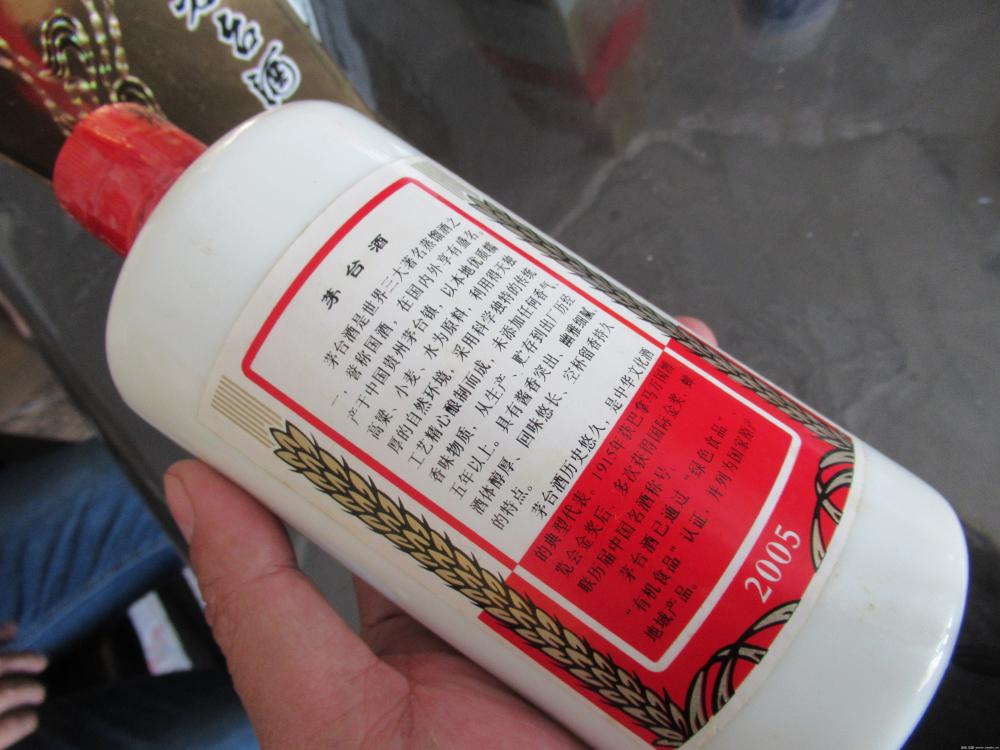 台酒
茅台酒
茅台酒是世界三大著名蒸馏酒之
一，誉称国酒，在国内外享有盛名。
产于中国贵州茅台镇，以本地优质糯
高粱、小麦、水为原料，利用得天独
厚的自然环境，采用科学独特的传统
工艺精心酿制而成，未添加任何香气、
香味物质，从生产、贮存到出厂历经
五年以上。具有酱香突出、幽雅细腻、
酒体醇厚、回味悠长、空杯留香持久
的特点。
茅台酒历史悠久，是中华文化酒
的典型代表。1915年获巴拿马万国博
览会金奖后，多次获得国际金奖，蝉
联历届中国名酒称号。
茅台酒已通过“绿色食品”
“有机食品”认证，并列为国家原产
地域产品。
2005